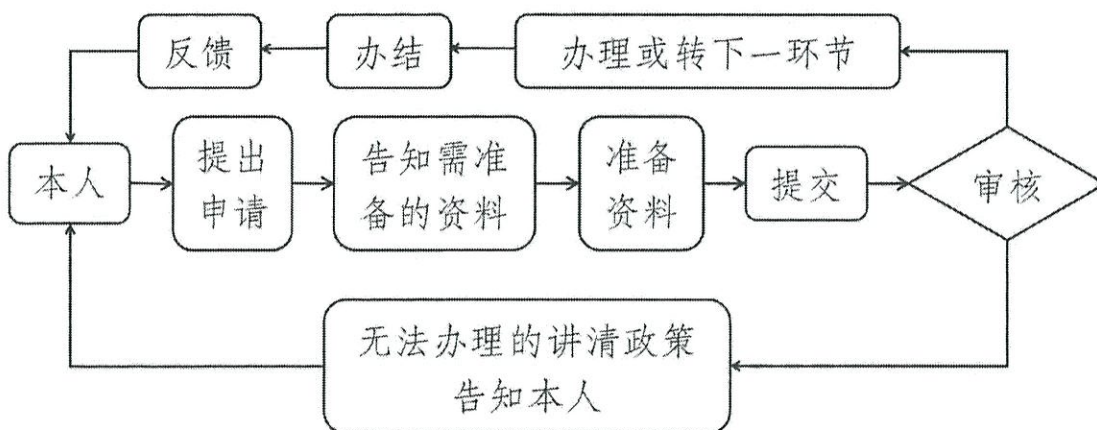 反馈
办结
办理或转下一环节
本人
提出
申请
告知需准
备的资料
准备
资料
提交
审核
无法办理的讲清政策
告知本人